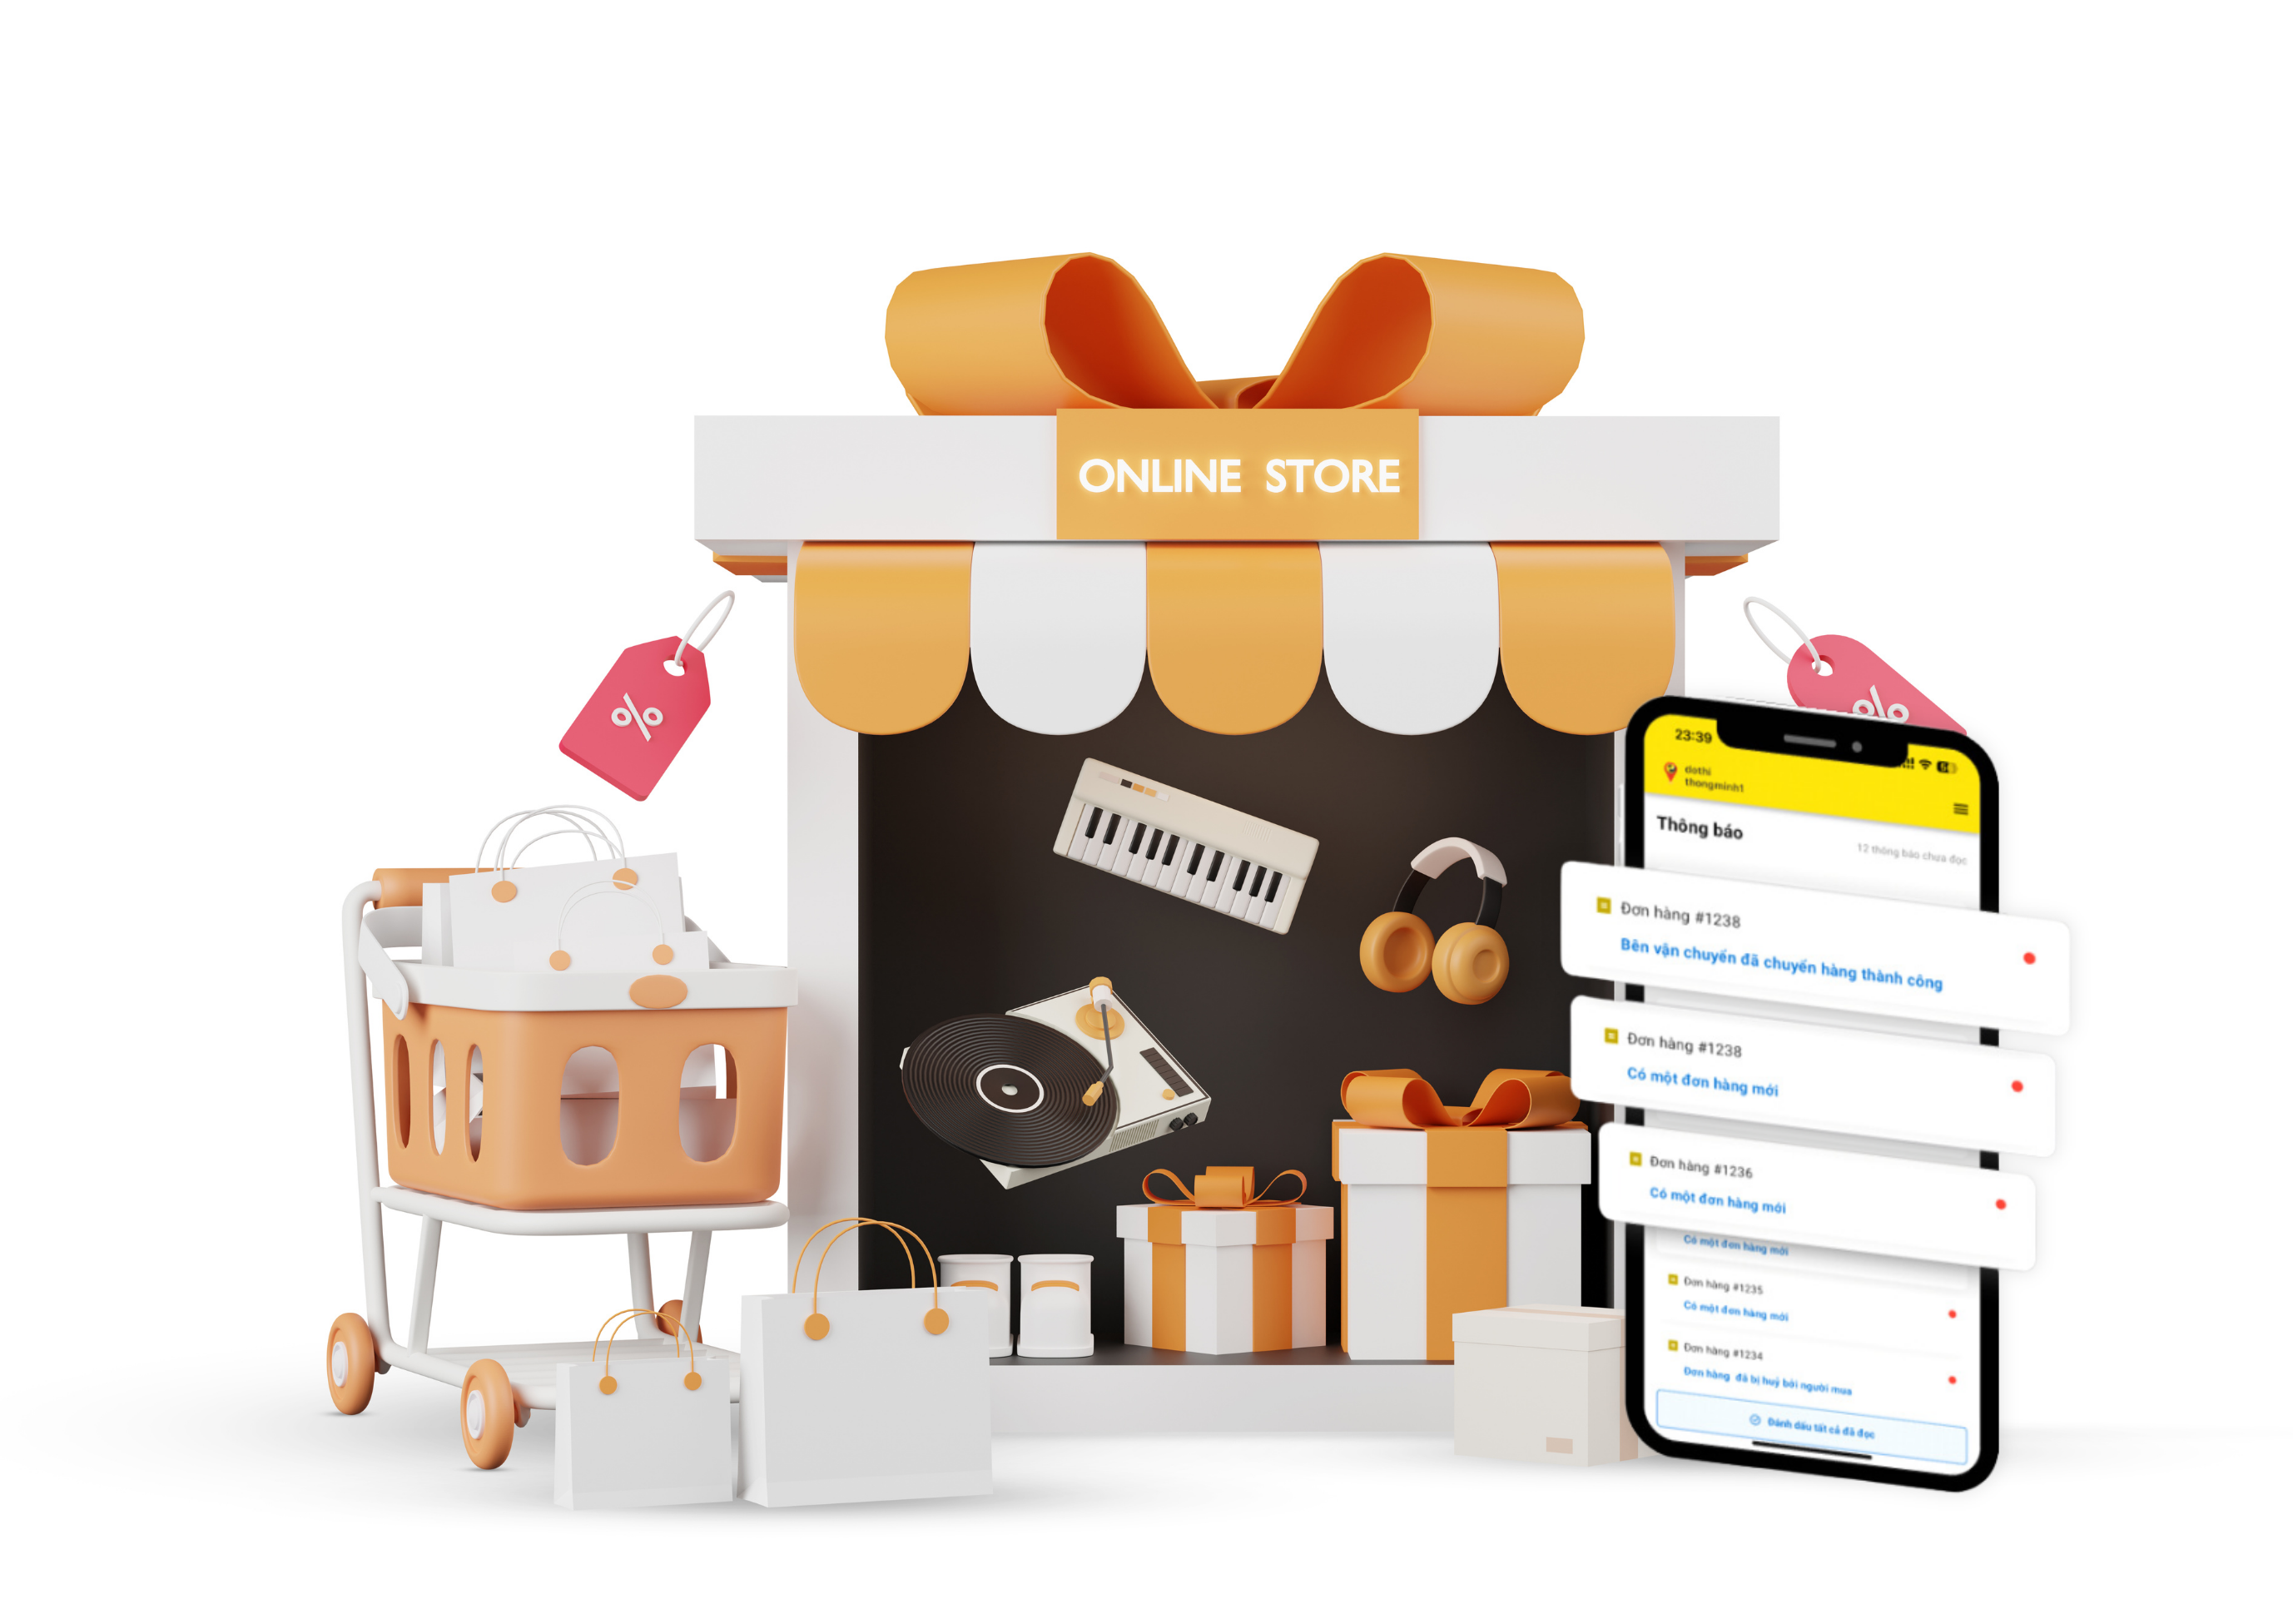 ONLINE STORE
%
%
23:39
dothi
thongminh1
Thông báo
12 thông báo chưa đọc
Đơn hàng #1238
Bên vận chuyển đã chuyển hàng thành công
Đơn hàng #1238
Có một đơn hàng mới
Đơn hàng #1236
Có một đơn hàng mới
Có một đơn hàng mới
Đơn hàng #1235
Có một đơn hàng mới
Đơn hàng #1234
Đơn hàng đã bị huỷ bởi người mua
Đánh dấu tất cả đã đọc